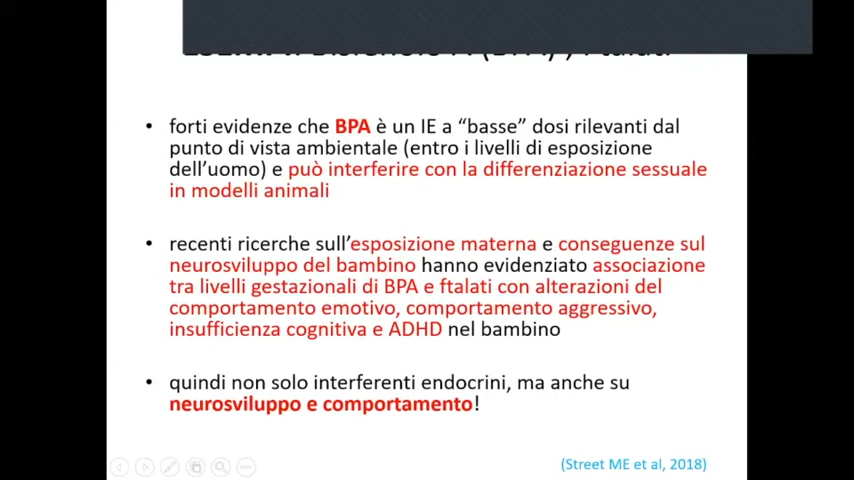 • forti evidenze che BPA è un IE a “basse” dosi rilevanti dal
punto di vista ambientale (entro i livelli di esposizione
dell’uomo) e può interferire con la differenziazione sessuale
in modelli animali
• recenti ricerche sull’esposizione materna e conseguenze sul
neurosviluppo del bambino hanno evidenziato associazione
tra livelli gestazionali di BPA e ftalati con alterazioni del
comportamento emotivo, comportamento aggressivo,
insufficienza cognitiva e ADHD nel bambino
• quindi non solo interferenti endocrini, ma anche su
neurosviluppo e comportamento!
(Street ME et al, 2018)